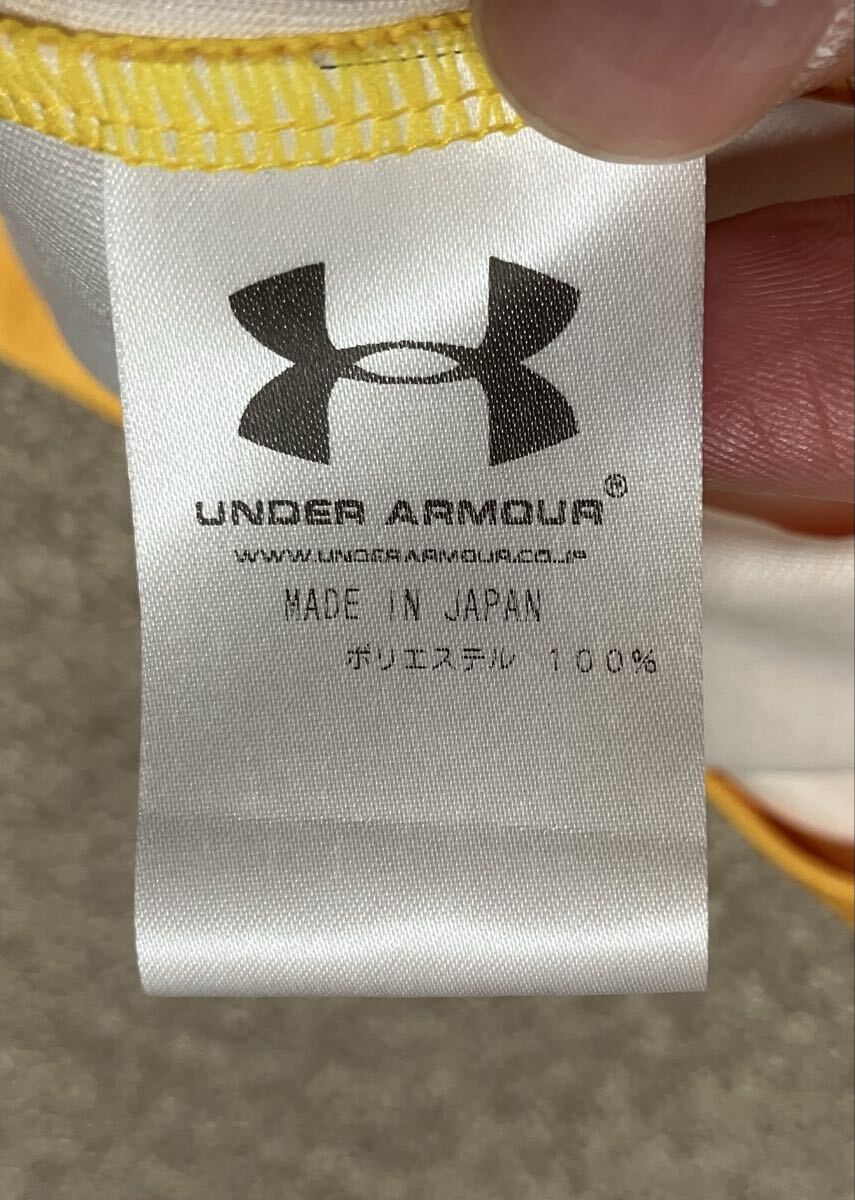 UNDER ARMOUR®
WWW.UNDERARMOUR.CO.JP
MADE IN JAPAN
ポリエステル 100%